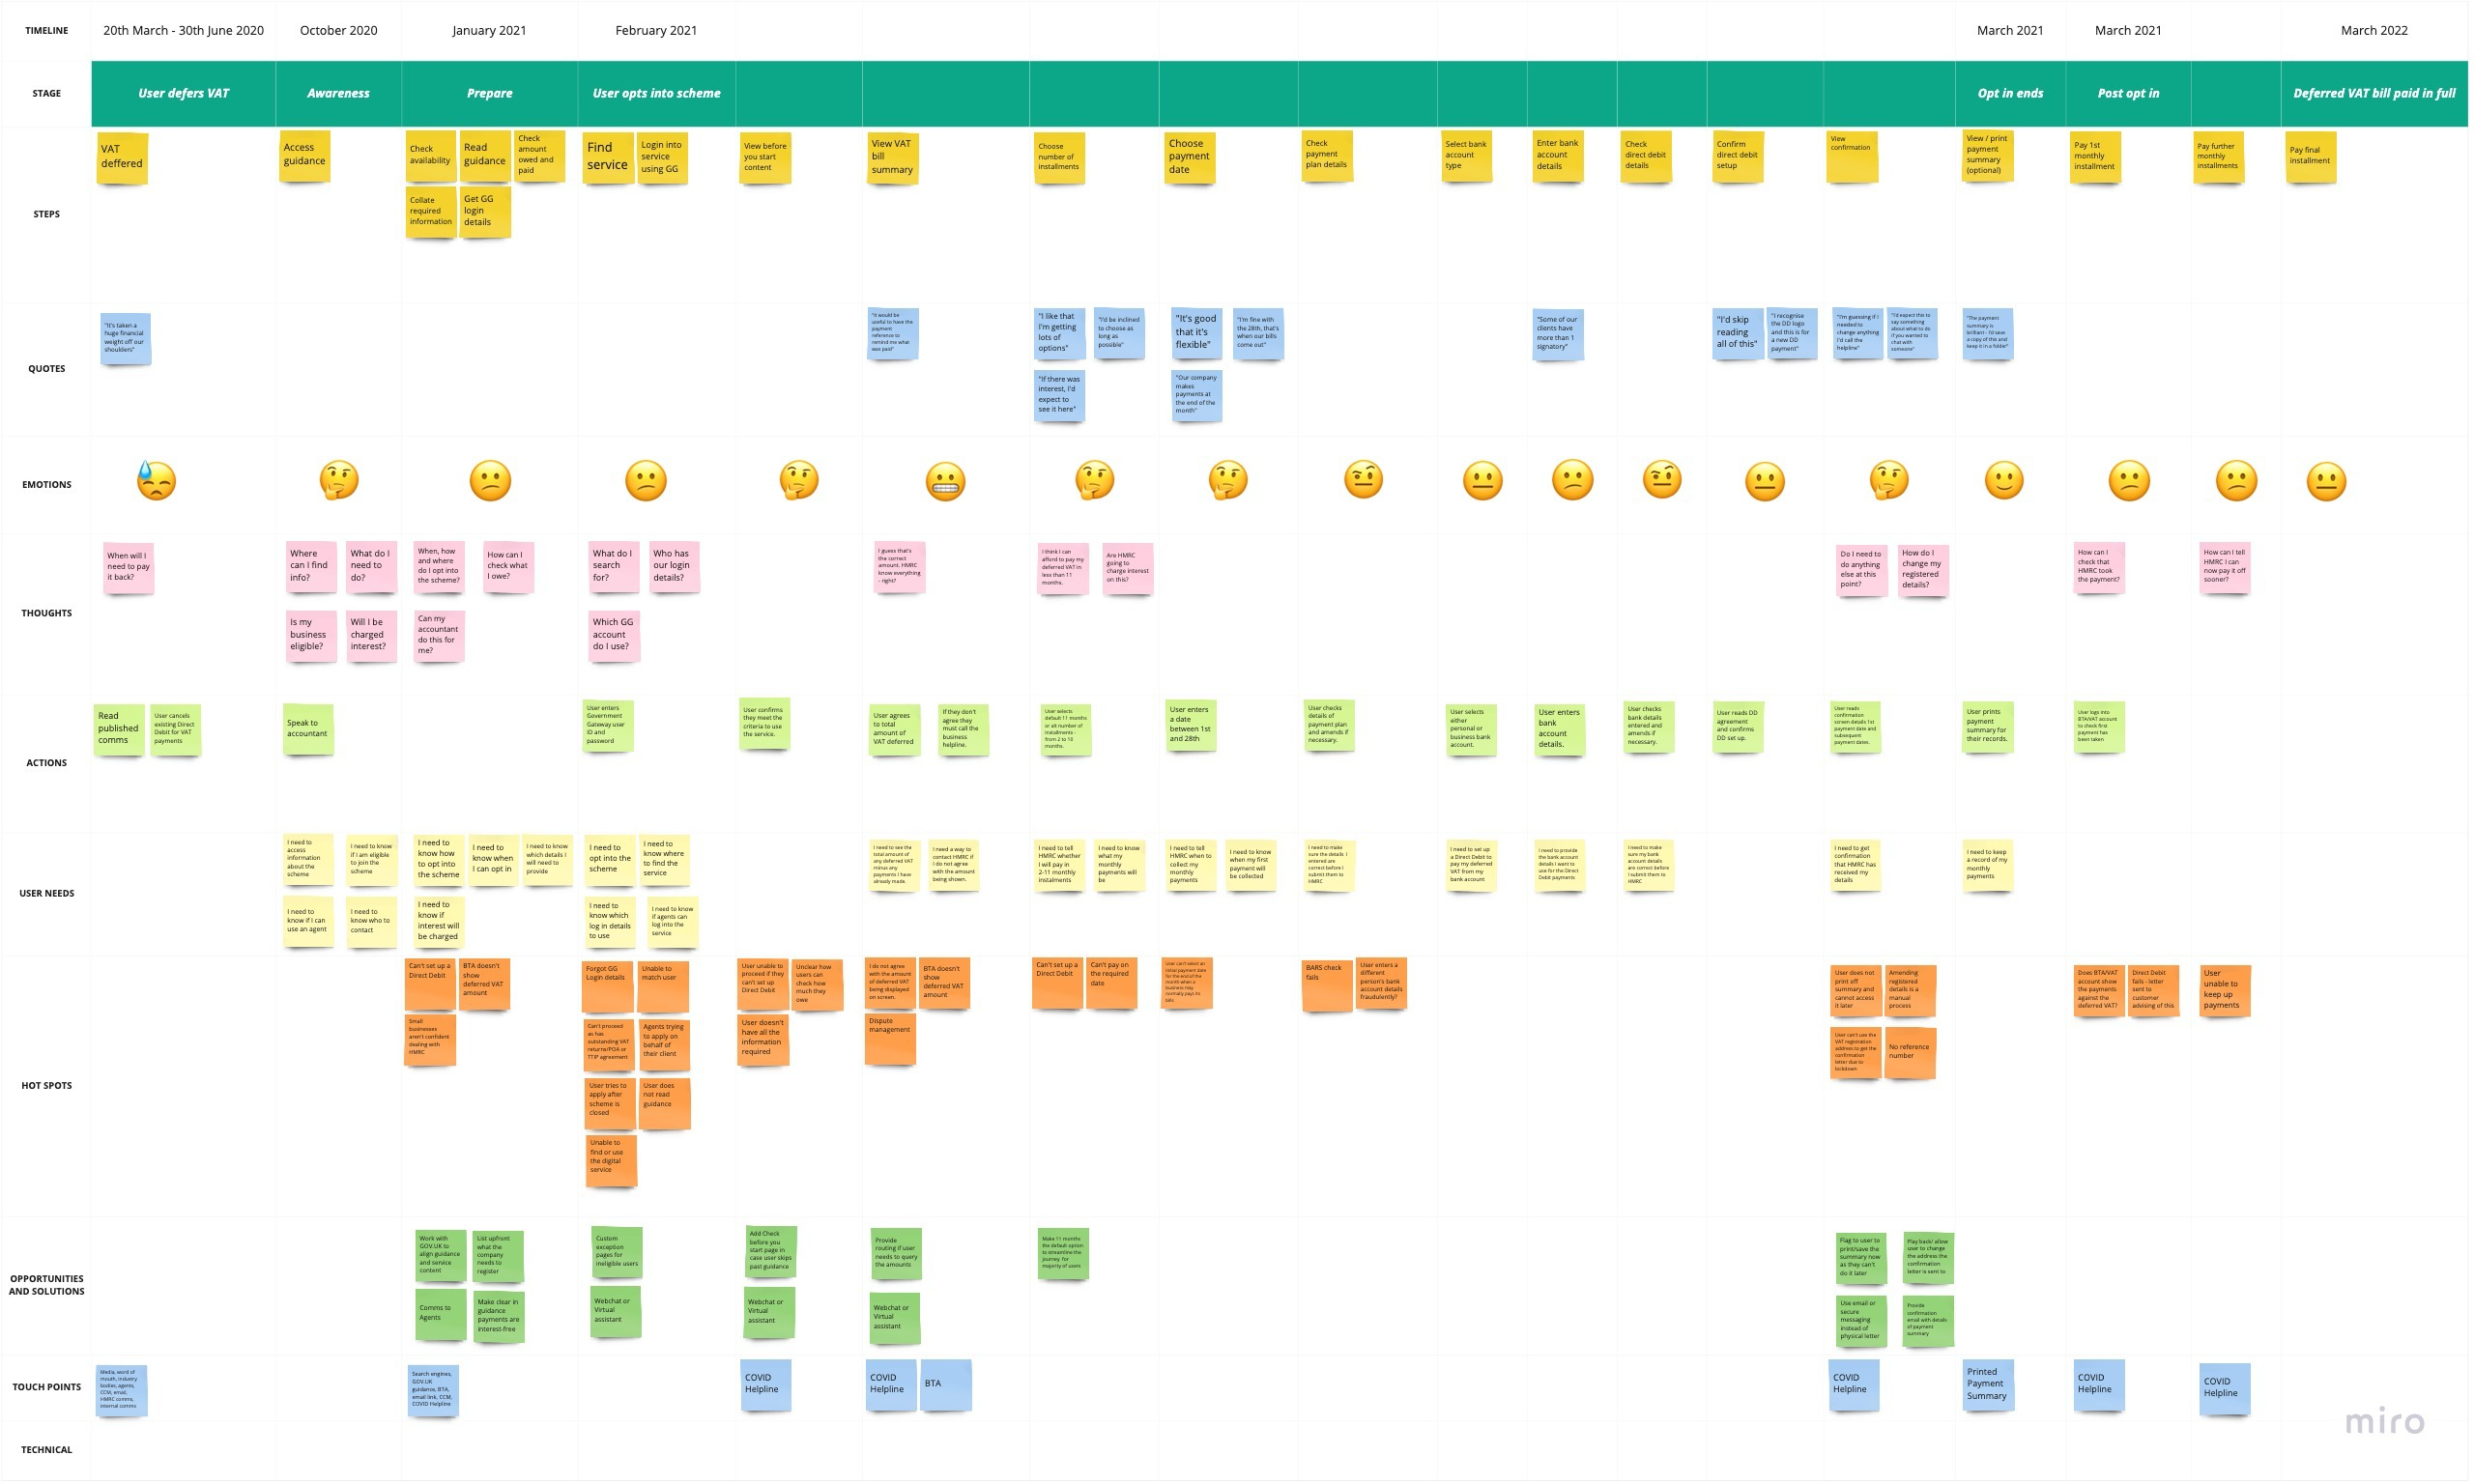 TIMELINE
20th March - 30th June 2020
October 2020
January 2021
February 2021
March 2021
March 2021
March 2022
STAGE
User defers VAT
Awareness
Prepare
User opts into scheme
Opt in ends
Post opt in
Deferred VAT bill paid in full
STEPS
VAT
deffered
Access
guidance
Check
availability
Read
guidance
Check
amount
owed and
paid
Collate
required
information
Get GG
login
details
Find
service
Login into
service
using GG
View before
you start
content
View VAT
bill
summary
Choose
number of
installments
Choose
payment
date
Check
payment
plan details
Select bank
account
type
Enter bank
account
details
Check
direct debit
details
Confirm
direct debit
setup
View
confirmation
View / print
payment
summary
(optional)
Pay 1st
monthly
installment
Pay further
monthly
installments
Pay final
installment
QUOTES
"It's taken a
huge financial
weight off our
shoulders"
"It would be
useful to have the
payment
reference to
remind me what
was paid"
"I like that
I'm getting
lots of
options"
"I'd be inclined
to choose as
long as
possible"
"If there was
interest, I'd
expect to
see it here"
"It's good
that it's
flexible"
"I'm fine with
the 28th, that's
when our bills
come out"
"Our company
makes
payments at
the end of the
month"
"Some of our
clients have
more than 1
signatory"
"I'd skip
reading
all of this"
"I recognise
the DD logo
and this is for
a new DD
payment"
"I'm guessing if I
needed to
change anything
I'd call the
helpline"
"I'd expect this to
say something
about what to do
if you wanted to
chat with
someone"
"The payment
summary is
brilliant - I'd save
a copy of this and
keep it in a folder"
EMOTIONS
THOUGHTS
When will I
need to pay
it back?
Where
can I find
info?
What do I
need to
do?
Is my
business
eligible?
Will I be
charged
interest?
When, how
and where
do I opt into
the scheme?
How can I
check what
I owe?
Can my
accountant
do this for
me?
What do I
search
for?
Who has
our login
details?
Which GG
account
do I use?
I guess that's
the correct
amount. HMRC
know everything
- right?
I think I can
afford to pay my
deferred VAT in
less than 11
months.
Are HMRC
going to
charge interest
on this?
Do I need to
do anything
else at this
point?
How do I
change my
registered
details?
How can I
check that
HMRC took
the payment?
How can I tell
HMRC I can
now pay it off
sooner?
ACTIONS
Read
published
comms
User cancels
existing Direct
Debit for VAT
payments
Speak to
accountant
User enters
Government
Gateway user
ID and
password
User confirms
they meet the
criteria to use
the service.
User agrees
to total
amount of
VAT deferred
If they don't
agree they
must call the
business
helpline.
User selects
default 11 months
or alt number of
installments -
from 2 to 10
months.
User enters
a date
between 1st
and 28th
User checks
details of
payment plan
and amends if
necessary.
User selects
either
personal or
business bank
account.
User enters
bank
account
details.
User checks
bank details
entered and
amends if
necessary.
User reads DD
agreement
and confirms
DD set up.
User reads
confirmation
screen details 1st
payment date and
subsequent
payment dates.
User prints
payment
summary for
their records.
User logs into
BTA/VAT account
to check first
payment has
been taken
USER NEEDS
I need to
access
information
about the
scheme
I need to know
if I am eligible
to join the
scheme
I need to
know if I can
use an agent
I need to
know who to
contact
I need to
know how to
opt into
the scheme
I need to
know when
I can opt in
I need to know
which details I
will need to
provide
I need to
know if
interest will
be charged
I need to
opt into the
scheme
I need to
know where
to find the
service
I need to
know which
log in details
to use
I need to know
if agents can
log into the
service
I need to see the
total amount of
any deferred VAT
minus any
payments I have
already made.
I need a way to
contact HMRC if
I do not agree
with the amount
being shown.
I need to tell
HMRC whether
I will pay in
2-11 monthly
instalments
I need to know
what my
monthly
payments will
be
I need to tell
HMRC when to
collect my
monthly
payments
I need to know
when my first
payment will
be collected
I need to make
sure the details I
entered are
correct before I
submit them to
HMRC
I need to set up
a Direct Debit to
pay my deferred
VAT from my
bank account
I need to provide
the bank account
details I want to
use for the Direct
Debit payments
I need to make
sure my bank
account details
are correct before
I submit them to
HMRC
I need to get
confirmation
that HMRC has
received my
details
I need to keep
a record of my
monthly
payments
HOT SPOTS
Can't set up a
Direct Debit
BTA doesn't
show
deferred VAT
amount
Small
businesses
aren't confident
dealing with
HMRC
Forgot GG
Login details
Unable to
match user
Can't proceed
as has
outstanding VAT
returns/POA or
TTIP agreement
Agents trying
to apply on
behalf of
their client
User tries to
apply after
scheme is
closed
User does
not read
guidance
Unable to
find or use
the digital
service
User unable to
proceed if they
can't set up
Direct Debit
Unclear how
users can
check how
much they
owe
User doesn't
have all the
information
required
I do not agree
with the amount
of deferred VAT
being displayed
on screen.
BTA doesn't
show
deferred VAT
amount
Dispute
management
Can't set up a
Direct Debit
Can't pay on
the required
date
User can't select an
initial payment date
for the end of the
month when a
business may
normally pays its
bills.
BARS check
fails
User enters a
different
person's bank
account details
fraudulently?
User does not
print off
summary and
cannot access
it later
Amending
registered
details is a
manual
process
User can't use the
VAT registration
address to get the
confirmation
letter due to
lockdown
No reference
number
Does BTA/VAT
account show
the payments
against the
deferred VAT?
Direct Debit
fails - letter
sent to
customer
advising of this
User
unable to
keep up
payments
OPPORTUNITIES
AND SOLUTIONS
Work with
GOV.UK to
align guidance
and service
content
List upfront
what the
company
needs to
register
Comms to
Agents
Make clear in
guidance
payments are
interest-free
Custom
exception
pages for
ineligible users
Webchat or
Virtual
assistant
Add Check
before you
start page in
case user skips
past guidance
Webchat or
Virtual
assistant
Provide
routing if user
needs to query
the amounts
Webchat or
Virtual
assistant
Make 11 months
the default option
to streamline the
journey for
majority of users
Flag to user to
print/save the
summary now
as they can't
do it later
Play back/ allow
user to change
the address the
confirmation
letter is sent to
Use email or
secure
messaging
instead of
physical letter
Provide
confirmation
email with details
of payment
summary
TOUCH POINTS
Media, word of
mouth, industry
bodies, agents,
CCM, email,
HMRC comms,
internal comms
Search engines,
GOV.UK
guidance, BTA,
email link, CCM,
COVID Helpline
COVID
Helpline
COVID
Helpline
BTA
COVID
Helpline
Printed
Payment
Summary
COVID
Helpline
COVID
Helpline
TECHNICAL
miro